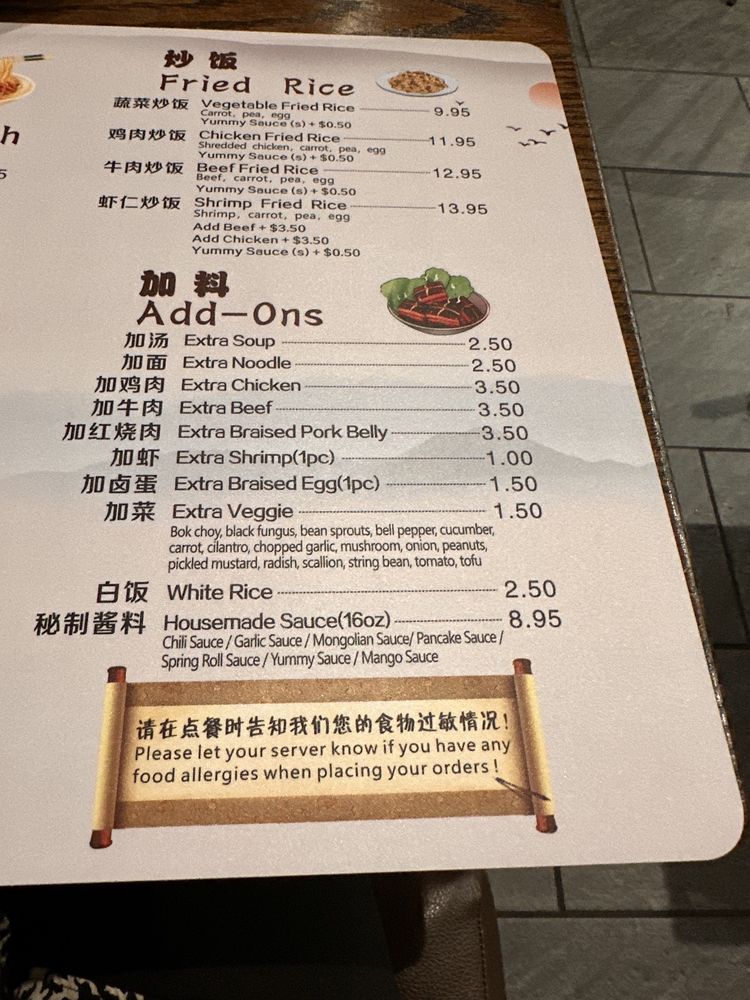 h
5
炒饭
Fried Rice
蔬菜炒饭 Vegetable Fried Rice 9.95
Carrot, pea, egg
Yummy Sauce (s) + $0.50
鸡肉炒饭 Chicken Fried Rice 11.95
Shredded chicken, carrot, pea, egg
Yummy Sauce (s) + $0.50
牛肉炒饭 Beef Fried Rice 12.95
Beef, carrot, pea, egg
Yummy Sauce (s) + $0.50
虾仁炒饭 Shrimp Fried Rice 13.95
Shrimp, carrot, pea, egg
Add Beef + $3.50
Add Chicken + $3.50
Yummy Sauce (s) + $0.50
加料
Add-Ons
加汤 Extra Soup 2.50
加面 Extra Noodle 2.50
加鸡肉 Extra Chicken 3.50
加牛肉 Extra Beef 3.50
加红烧肉 Extra Braised Pork Belly 3.50
加虾 Extra Shrimp(1pc) 1.00
加卤蛋 Extra Braised Egg(1pc) 1.50
加菜 Extra Veggie 1.50
Bok choy, black fungus, bean sprouts, bell pepper, cucumber,
carrot, cilantro, chopped garlic, mushroom, onion, peanuts,
pickled mustard, radish, scallion, string bean, tomato, tofu
白饭 White Rice 2.50
秘制酱料 Housemade Sauce(16oz) 8.95
Chili Sauce / Garlic Sauce / Mongolian Sauce/ Pancake Sauce /
Spring Roll Sauce / Yummy Sauce / Mango Sauce
请在点餐时告知我们您的食物过敏情况!
Please let your server know if you have any
food allergies when placing your orders!